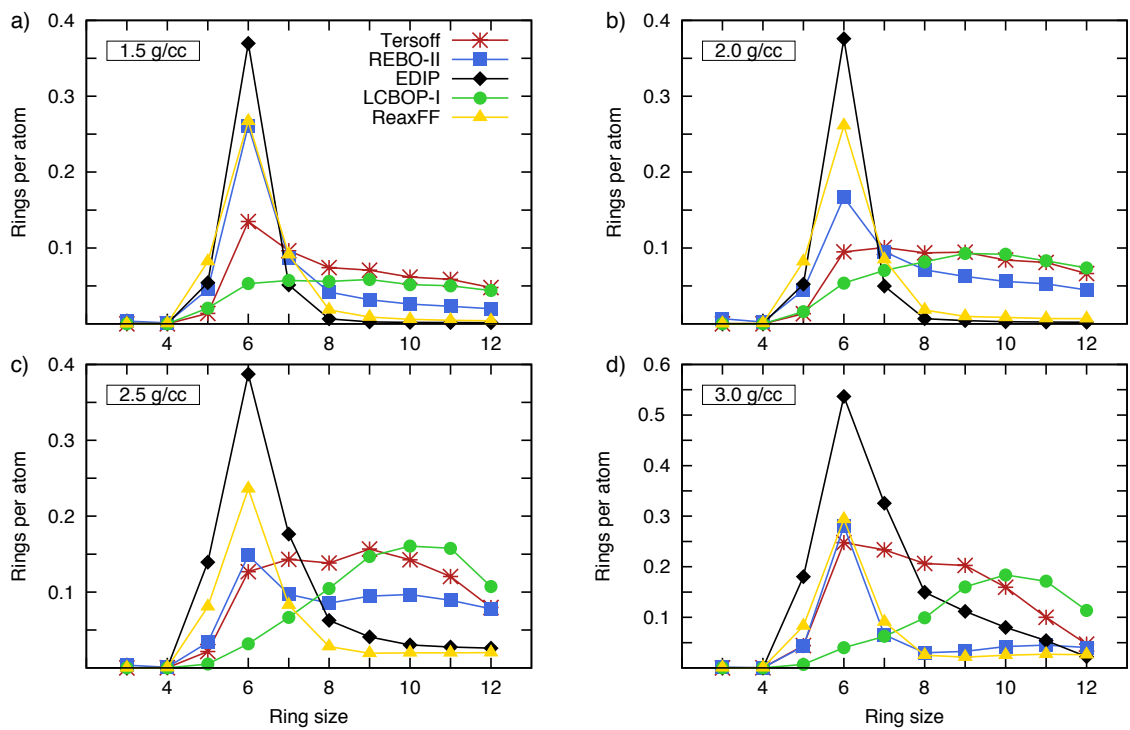 a)
1.5 g/cc
Tersoff
REBO-II
EDIP
LCBOP-I
ReaxFF
Rings per atom
0.4
0.3
0.2
0.1
4 6 8 10 12
b)
2.0 g/cc
Rings per atom
0.4
0.3
0.2
0.1
4 6 8 10 12
c)
2.5 g/cc
Rings per atom
0.4
0.3
0.2
0.1
4 6 8 10 12
Ring size
d)
3.0 g/cc
Rings per atom
0.6
0.5
0.4
0.3
0.2
0.1
4 6 8 10 12
Ring size